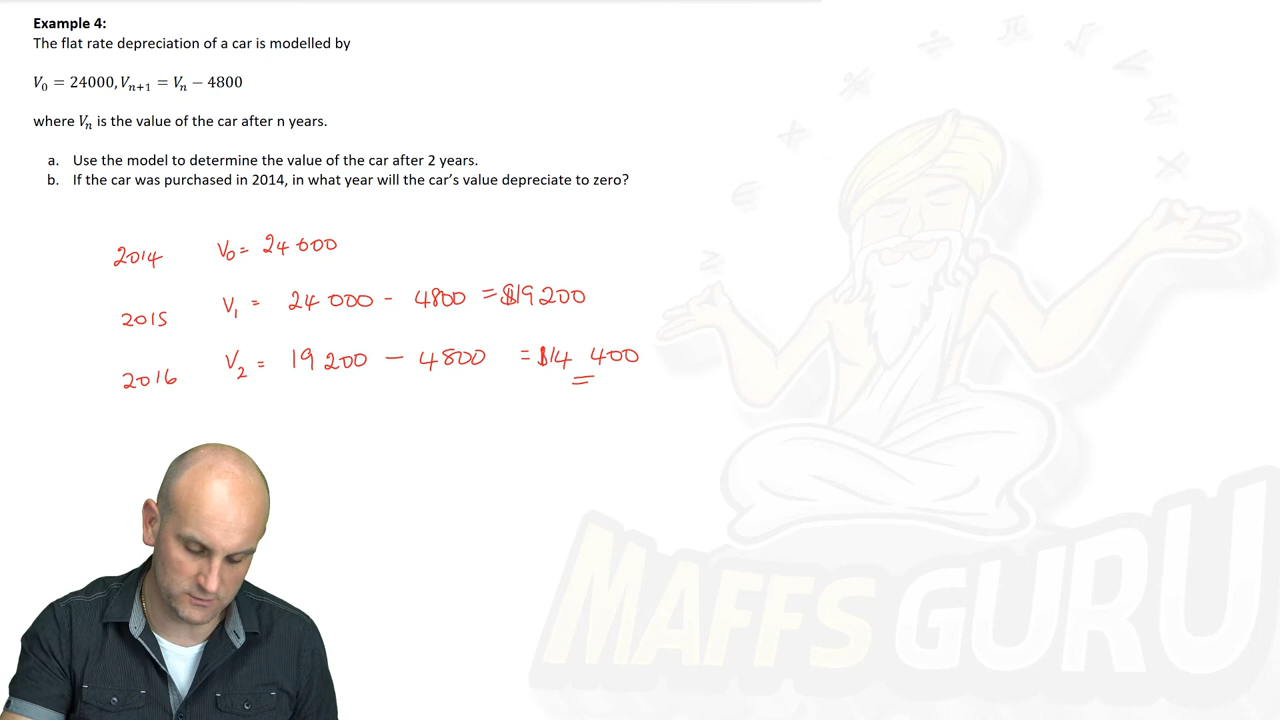 Example 4:
The flat rate depreciation of a car is modelled by
V₀ = 24000, Vₙ₊₁ = Vₙ − 4800
where Vₙ is the value of the car after n years.
a. Use the model to determine the value of the car after 2 years.
b. If the car was purchased in 2014, in what year will the car's value depreciate to zero?
2014 V₀ = 24 000
2015 V₁ = 24 000 - 4800 = $19 200
2016 V₂ = 19 200 - 4800 = $14 400
π √ ÷ % < Σ × × € ≥
MAFFS GURU